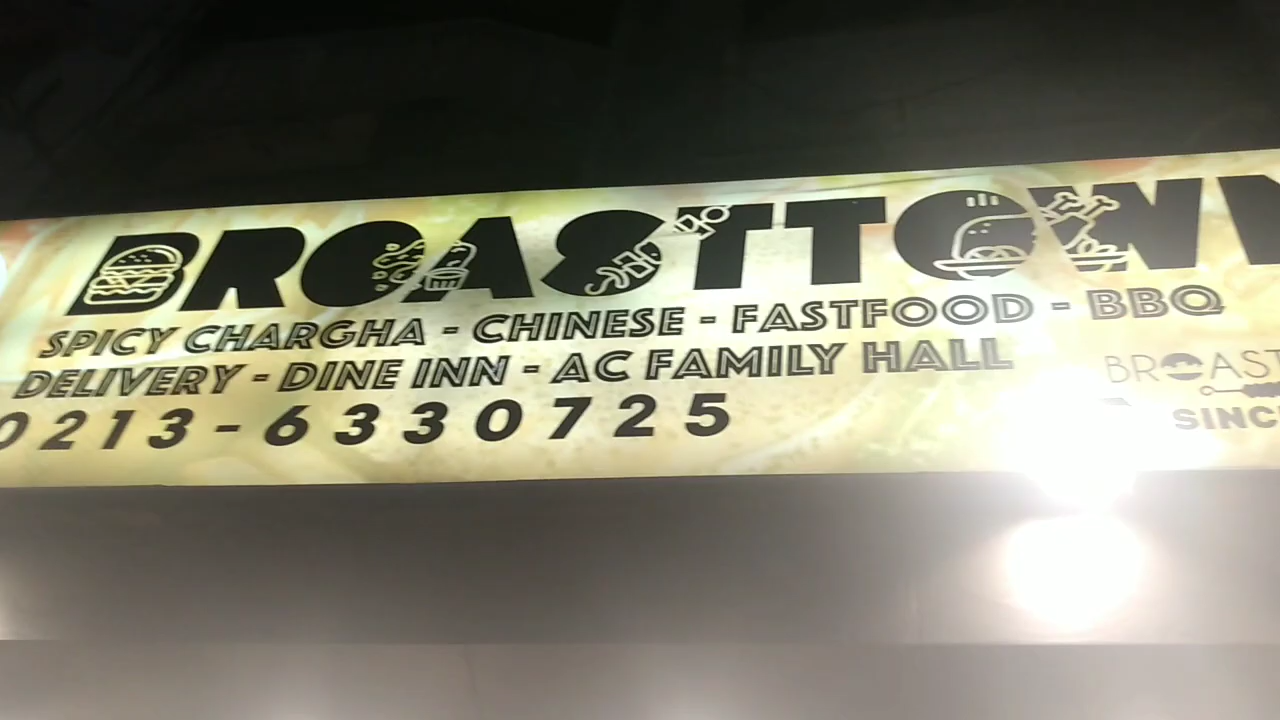 BROASTTOWN
SPICY CHARGHA - CHINESE - FASTFOOD - BBQ
DELIVERY - DINE INN - AC FAMILY HALL
0213-6330725
BROAST
SINC